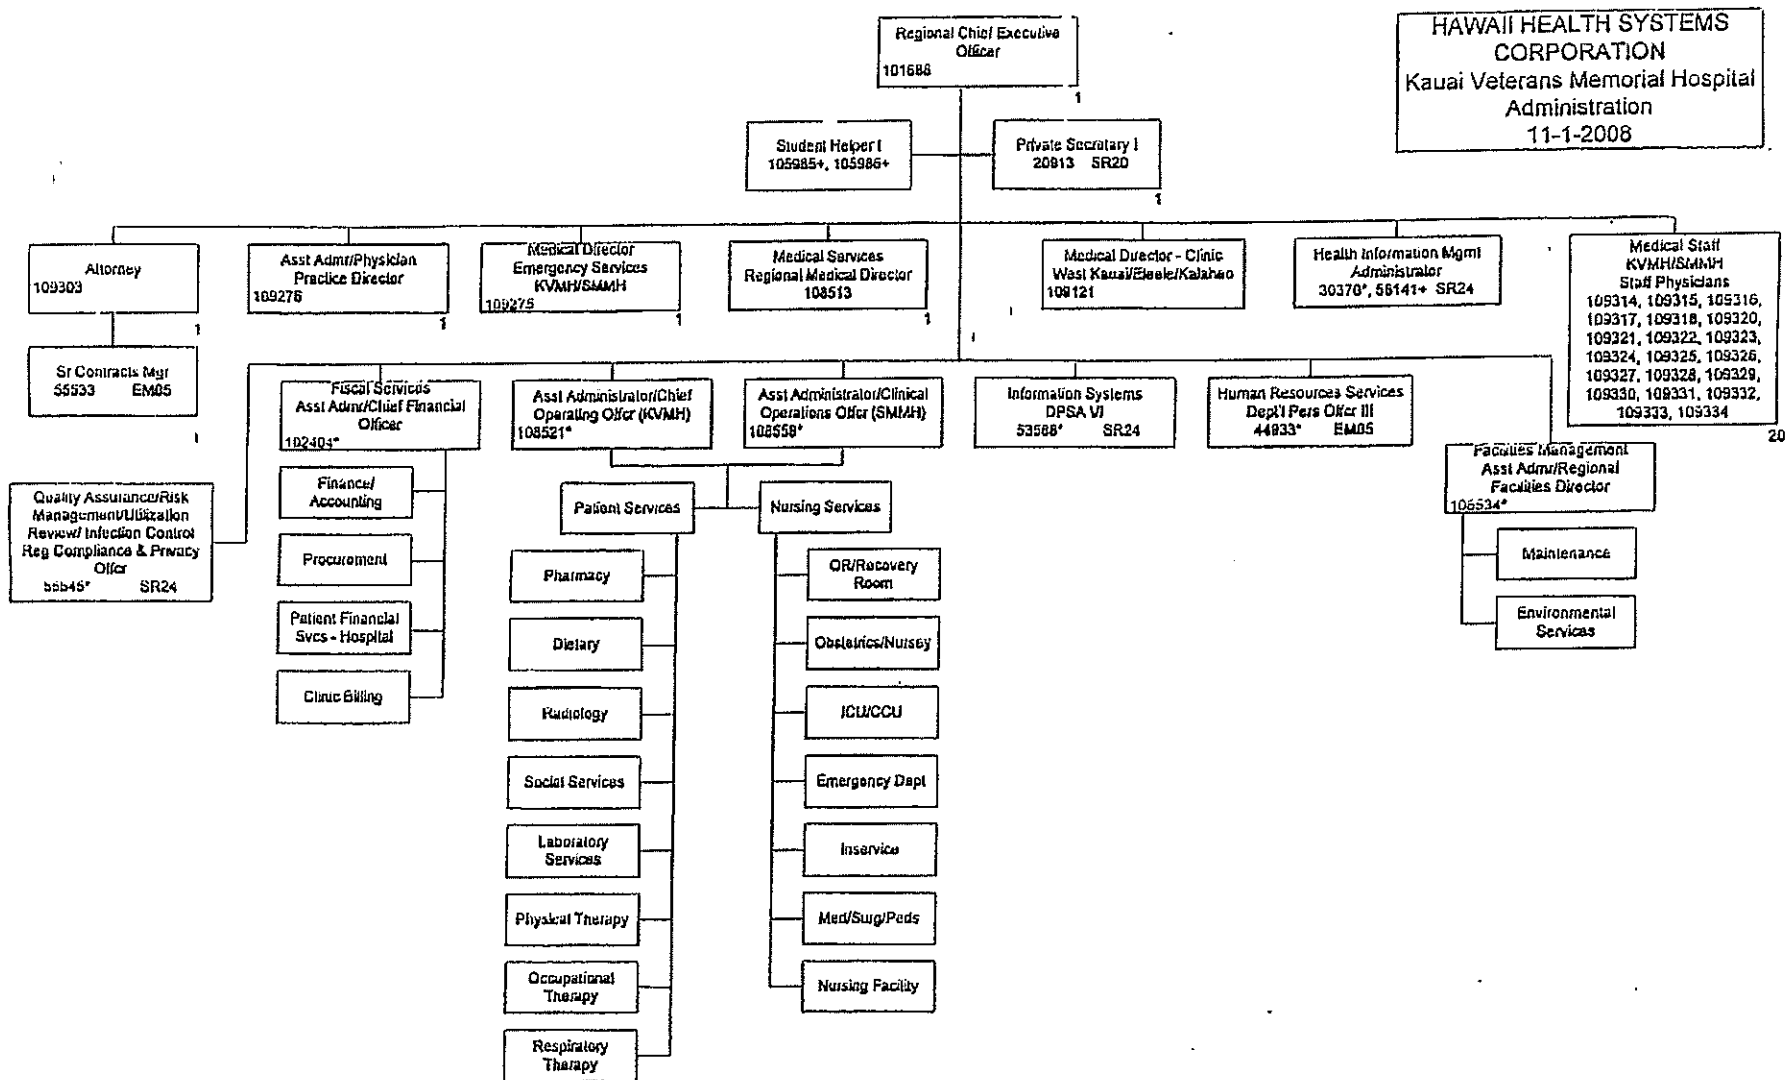 HAWAII HEALTH SYSTEMS
CORPORATION
Kauai Veterans Memorial Hospital
Administration
11-1-2008
Regional Chief Executive
Officer
101688
1
Student Helper I
105985+, 105986+
Private Secretary I
20913 SR20
1
Attorney
109303
1
Asst Admr/Physician
Practice Director
109276
1
Medical Director
Emergency Services
KVMH/SMMH
109275
1
Medical Services
Regional Medical Director
108513
1
Medical Director - Clinic
West Kauai/Eleele/Kalaheo
109121
Health Information Mgmt
Administrator
30370*, 56141+ SR24
Medical Staff
KVMH/SMMH
Staff Physicians
109314, 109315, 109316,
109317, 109318, 109320,
109321, 109322, 109323,
109324, 109325, 109326,
109327, 109328, 109329,
109330, 109331, 109332,
109333, 109334
20
Sr Contracts Mgr
55533 EM05
1
Fiscal Services
Asst Admr/Chief Financial
Officer
102404*
Asst Administrator/Chief
Operating Offcr (KVMH)
108521*
Asst Administrator/Clinical
Operations Offcr (SMMH)
108558*
Information Systems
DPSA VI
53568* SR24
Human Resources Services
Dept'l Pers Offcr III
44933* EM05
Facilities Management
Asst Admr/Regional
Facilities Director
108534*
Quality Assurance/Risk
Management/Utilization
Review/ Infection Control
Reg Compliance & Privacy
Offcr
55545* SR24
Finance/
Accounting
Procurement
Patient Financial
Svcs - Hospital
Clinic Billing
Patient Services
Nursing Services
Pharmacy
Dietary
Radiology
Social Services
Laboratory
Services
Physical Therapy
Occupational
Therapy
Respiratory
Therapy
OR/Recovery
Room
Obstetrics/Nursey
ICU/CCU
Emergency Dept
Inservice
Med/Surg/Peds
Nursing Facility
Maintenance
Environmental
Services